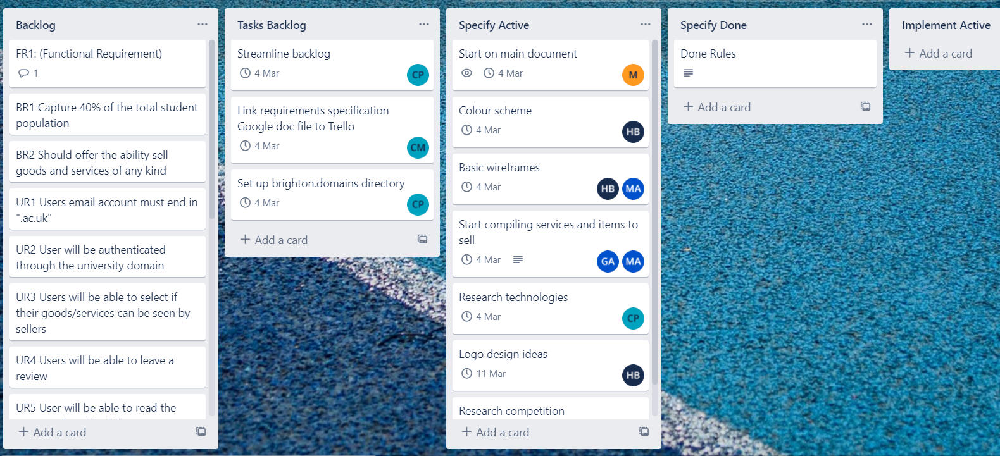 Backlog
FR1: (Functional Requirement)
1
BR1 Capture 40% of the total student
population
BR2 Should offer the ability sell
goods and services of any kind
UR1 Users email account must end in
".ac.uk"
UR2 User will be authenticated
through the university domain
UR3 Users will be able to select if
their goods/services can be seen by
sellers
UR4 Users will be able to leave a
review
UR5 User will be able to read the
+ Add a card
Tasks Backlog
Streamline backlog
4 Mar
CP
Link requirements specification
Google doc file to Trello
4 Mar
CM
Set up brighton.domains directory
4 Mar
CP
+ Add a card
Specify Active
Start on main document
4 Mar
M
Colour scheme
4 Mar
HB
Basic wireframes
4 Mar
HB MA
Start compiling services and items to
sell
4 Mar
GA MA
Research technologies
4 Mar
CP
Logo design ideas
11 Mar
HB
Research competition
+ Add a card
Specify Done
Done Rules
+ Add a card
Implement Active
+ Add a card